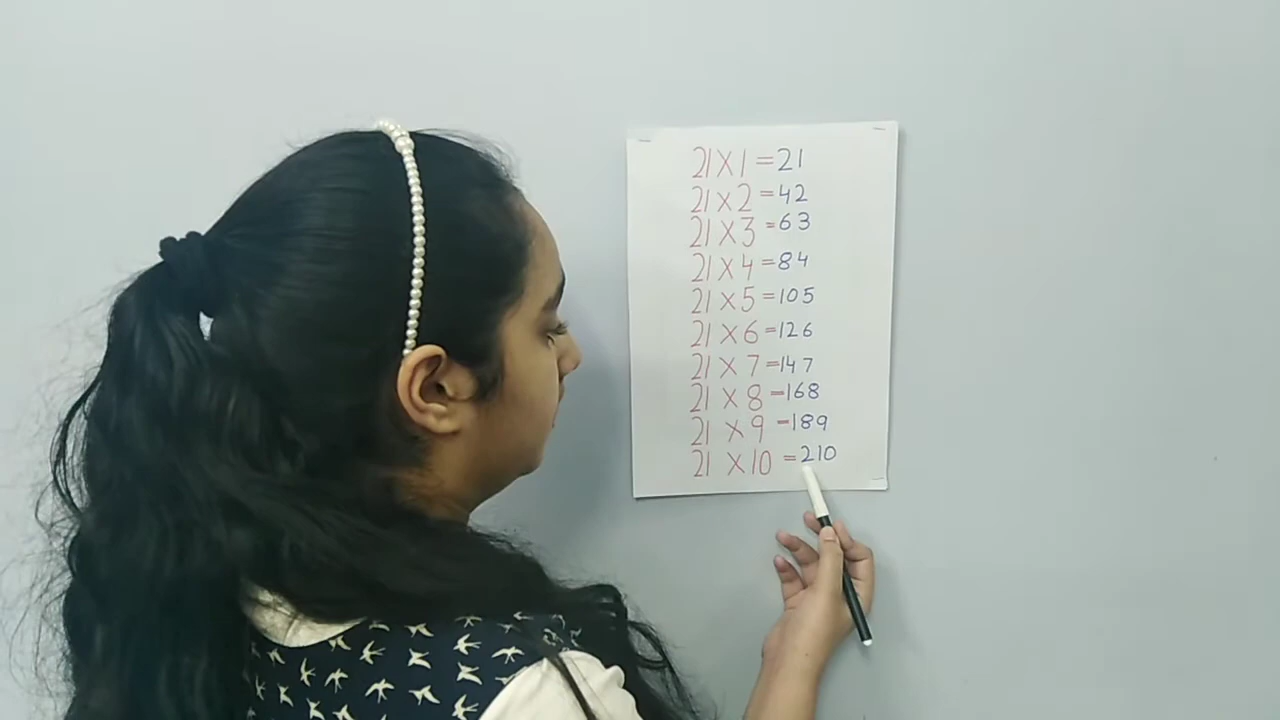 21 X 1 = 21
21 X 2 = 42
21 X 3 = 63
21 X 4 = 84
21 X 5 = 105
21 X 6 = 126
21 X 7 = 147
21 X 8 = 168
21 X 9 = 189
21 X 10 = 210